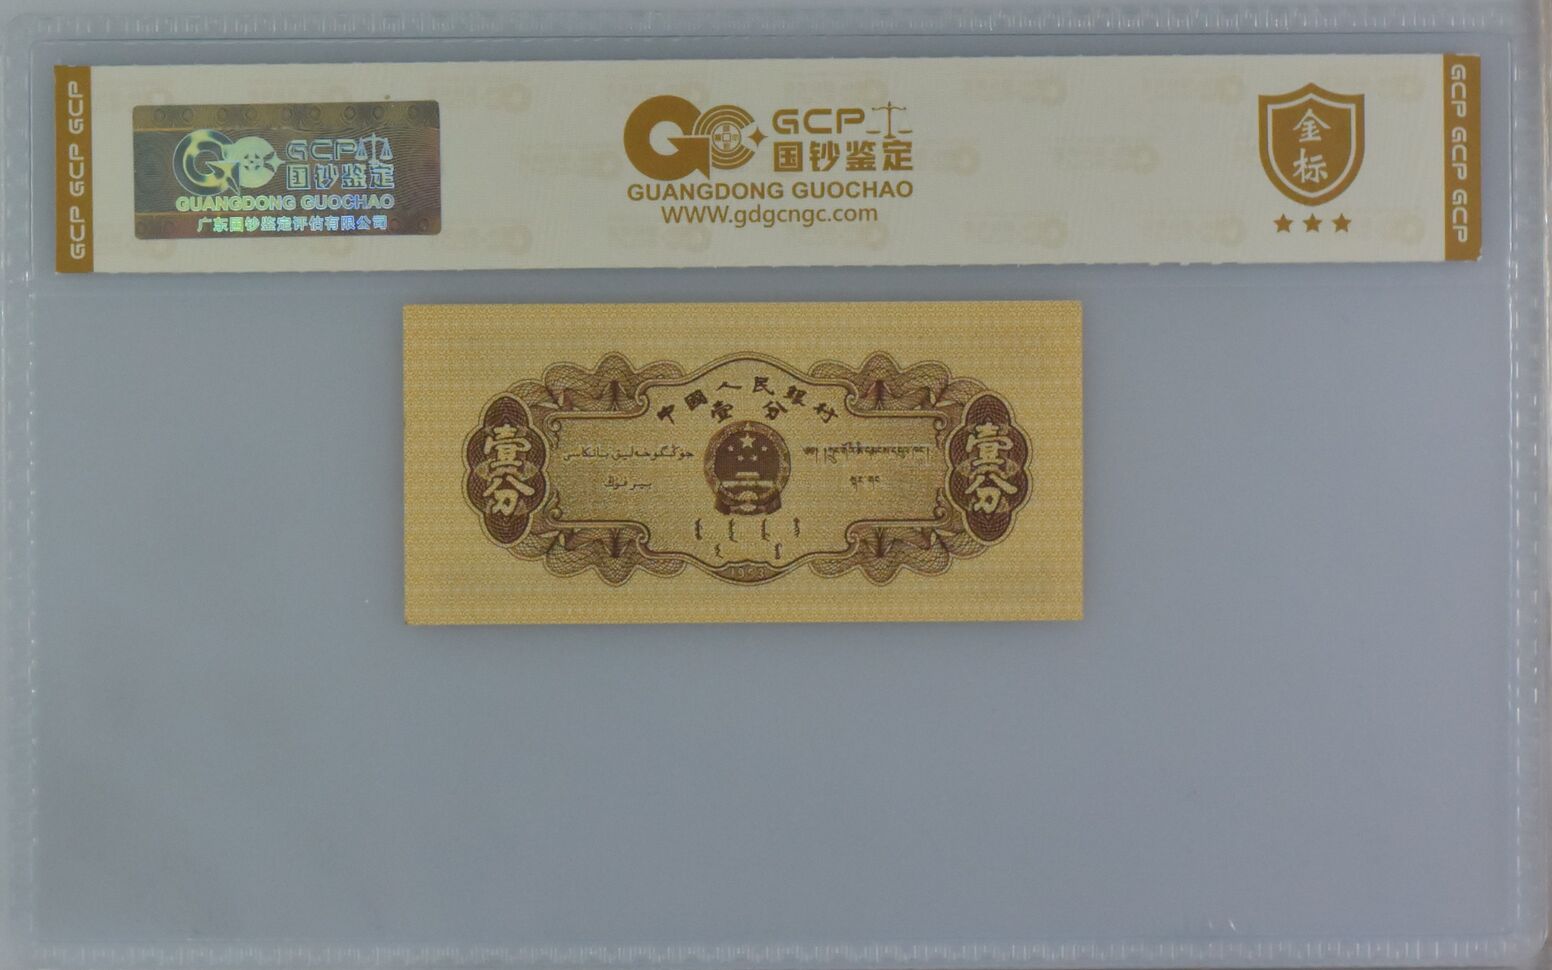 GCP GCP GCP
GCP
国钞鉴定
GUANGDONG GUOCHAO
广东国钞鉴定评估有限公司
GCP
国钞鉴定
GUANGDONG GUOCHAO
WWW.gdgcngc.com
金标
GCP GCP GCP
中國人民銀行
壹分
壹分
壹分
1953